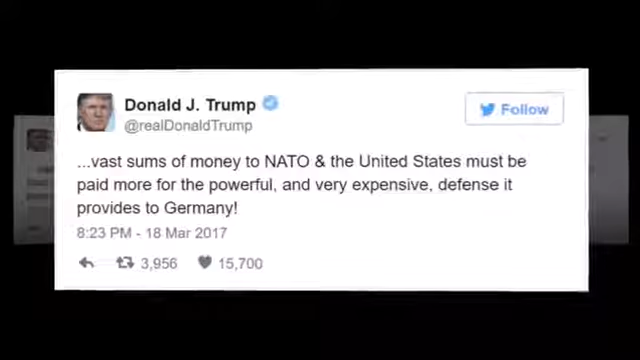 Donald J. Trump
@realDonaldTrump
Follow
...vast sums of money to NATO & the United States must be
paid more for the powerful, and very expensive, defense it
provides to Germany!
8:23 PM - 18 Mar 2017
3,956 15,700